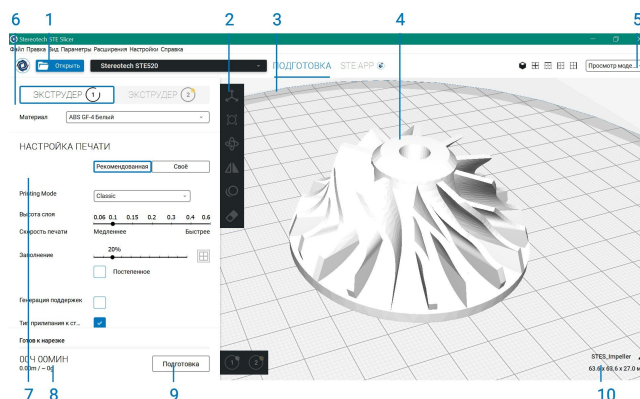 6 1 2 3 4 5
Stereotech STE Slicer
Файл Правка Вид Параметры Расширения Настройки Справка
Открыть Stereotech STE520 ПОДГОТОВКА STE APP Просмотр моде...
ЭКСТРУДЕР 1 ЭКСТРУДЕР 2
Материал ABS GF-4 Белый
НАСТРОЙКА ПЕЧАТИ
Рекомендованная Своё
Printing Mode Classic
Высота слоя 0.06 0.1 0.15 0.2 0.3 0.4 0.6
Скорость печати Медленнее Быстрее
Заполнение 20%
Постепенное
Генерация поддержек
Тип прилипания к ст...
Готов к нарезке
00Ч 00МИН
0.00m / ~ 0g
Подготовка
1 2
STES_Impeller
63.6 x 63.6 x 27.0 м
7 8 9 10